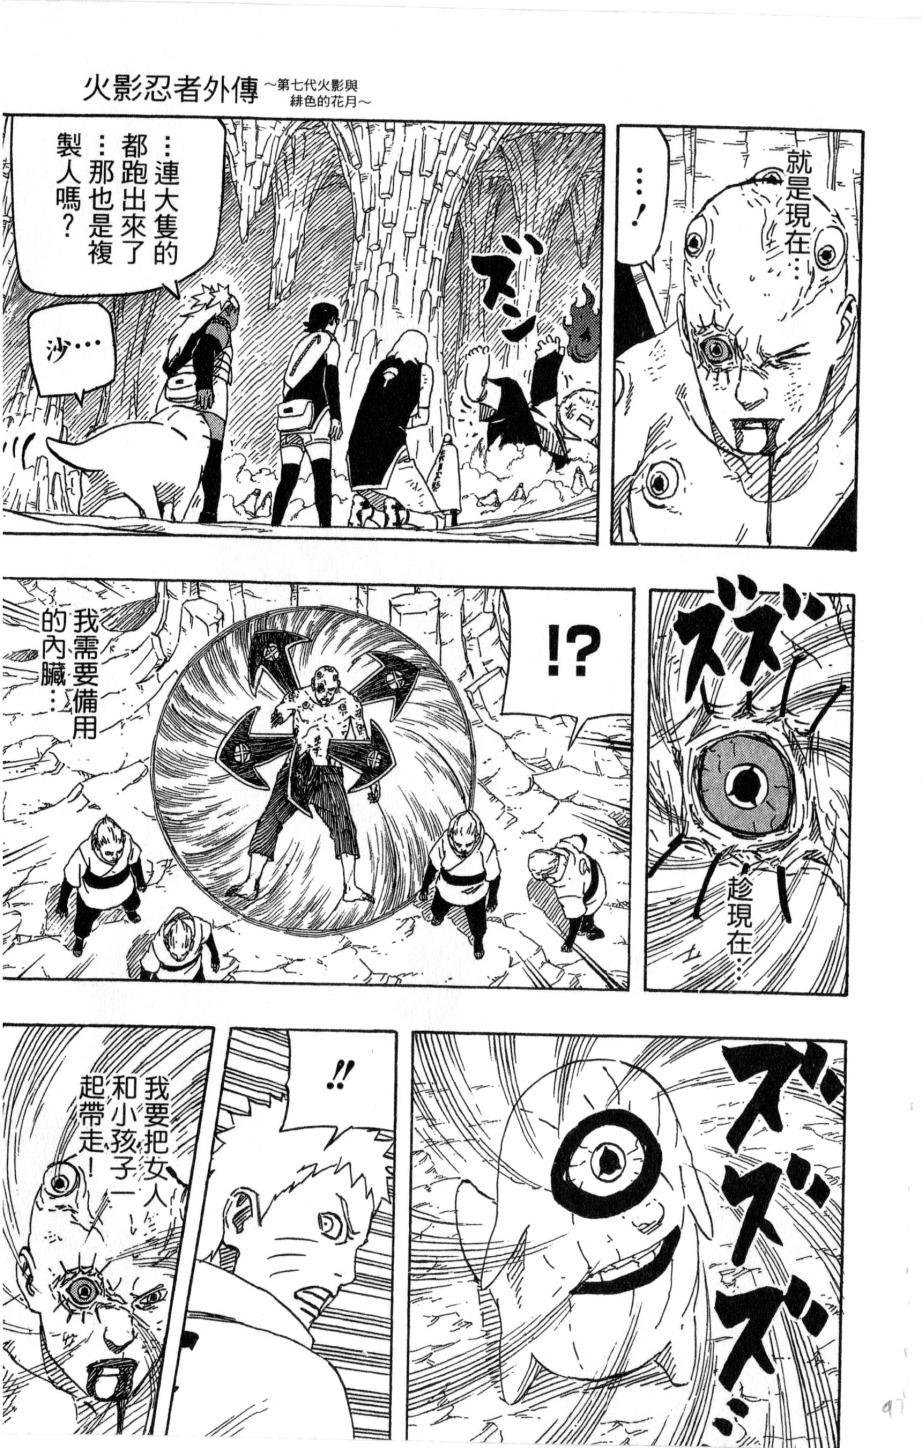 火影忍者外傳
～第七代火影與
緋色的花月～
就是現在…
…！
…連大隻的
都跑出來了
…那也是複
製人嗎？
…沙
ズン
ズズ
趁現在…
!?
我需要備用
的內臟…
ズズズ…
!!
我要把女人
和小孩子一
起帶走！
97